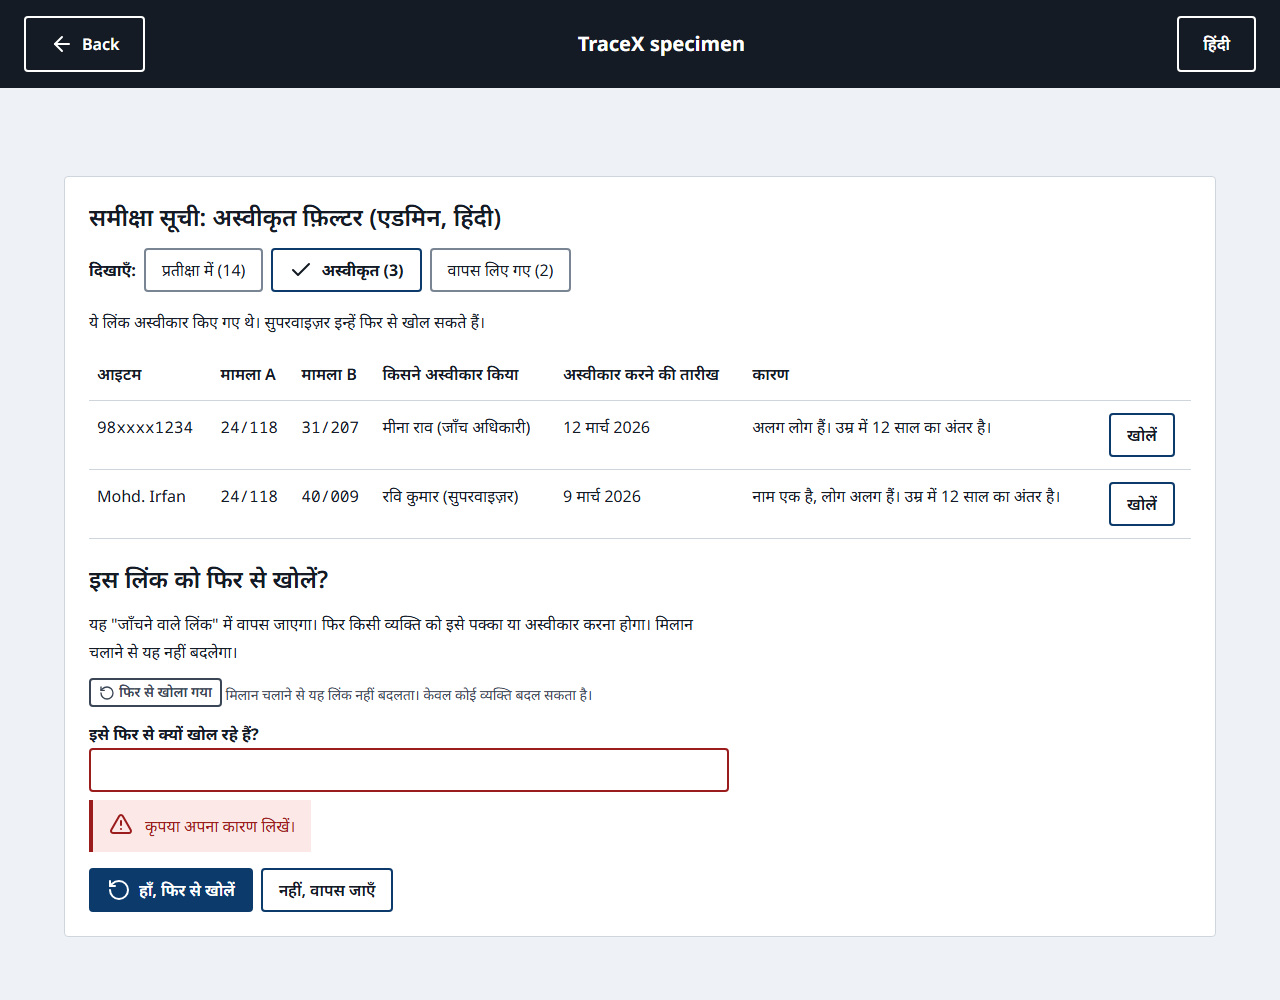 Back
TraceX specimen
हिंदी
समीक्षा सूची: अस्वीकृत फ़िल्टर (एडमिन, हिंदी)
दिखाएँ: प्रतीक्षा में (14) अस्वीकृत (3) वापस लिए गए (2)
ये लिंक अस्वीकार किए गए थे। सुपरवाइज़र इन्हें फिर से खोल सकते हैं।
आइटम मामला A मामला B किसने अस्वीकार किया अस्वीकार करने की तारीख कारण
98xxxx1234 24/118 31/207 मीना राव (जाँच अधिकारी) 12 मार्च 2026 अलग लोग हैं। उम्र में 12 साल का अंतर है। खोलें
Mohd. Irfan 24/118 40/009 रवि कुमार (सुपरवाइज़र) 9 मार्च 2026 नाम एक है, लोग अलग हैं। उम्र में 12 साल का अंतर है। खोलें
इस लिंक को फिर से खोलें?
यह "जाँचने वाले लिंक" में वापस जाएगा। फिर किसी व्यक्ति को इसे पक्का या अस्वीकार करना होगा। मिलान
चलाने से यह नहीं बदलेगा।
फिर से खोला गया मिलान चलाने से यह लिंक नहीं बदलता। केवल कोई व्यक्ति बदल सकता है।
इसे फिर से क्यों खोल रहे हैं?
कृपया अपना कारण लिखें।
हाँ, फिर से खोलें नहीं, वापस जाएँ